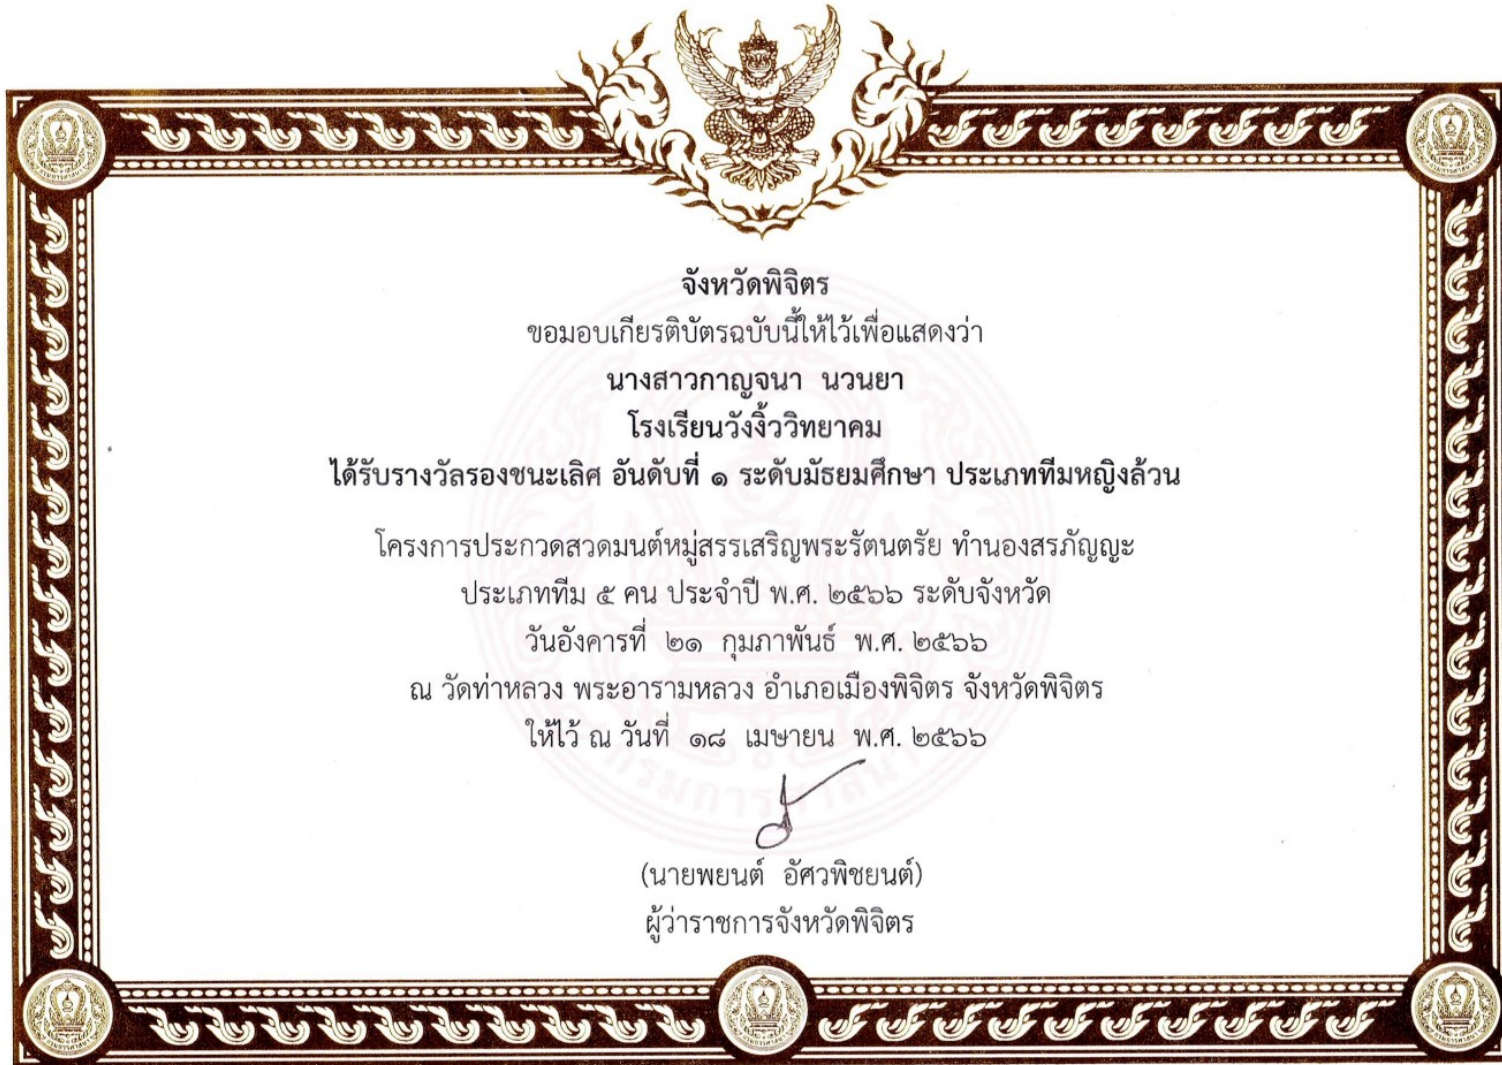 จังหวัดพิจิตร
ขอมอบเกียรติบัตรฉบับนี้ให้ไว้เพื่อแสดงว่า
นางสาวกาญจนา นวนยา
โรงเรียนวังงิ้ววิทยาคม
ได้รับรางวัลรองชนะเลิศ อันดับที่ ๑ ระดับมัธยมศึกษา ประเภททีมหญิงล้วน
โครงการประกวดสวดมนต์หมู่สรรเสริญพระรัตนตรัย ทำนองสรภัญญะ
ประเภททีม ๕ คน ประจำปี พ.ศ. ๒๕๖๖ ระดับจังหวัด
วันอังคารที่ ๒๑ กุมภาพันธ์ พ.ศ. ๒๕๖๖
ณ วัดท่าหลวง พระอารามหลวง อำเภอเมืองพิจิตร จังหวัดพิจิตร
ให้ไว้ ณ วันที่ ๑๘ เมษายน พ.ศ. ๒๕๖๖
กรมการศาสนา
(นายพยนต์ อัศวพิชยนต์)
ผู้ว่าราชการจังหวัดพิจิตร